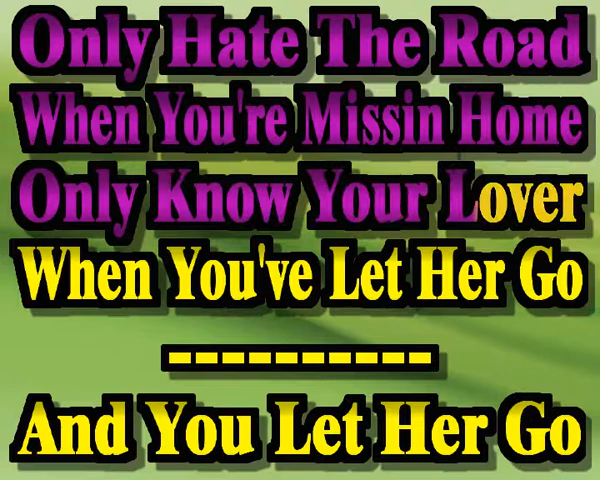 Only Hate The Road
When You're Missin Home
Only Know Your Lover
When You've Let Her Go
----------
And You Let Her Go